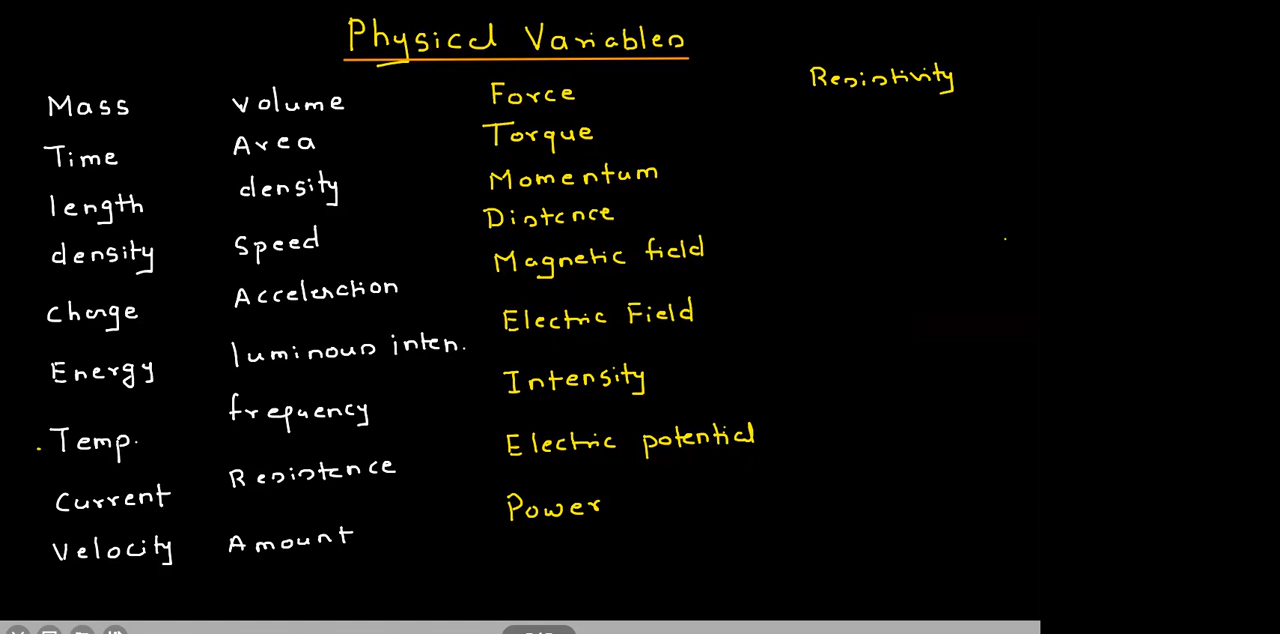 Physical Variables
Mass
Time
length
density
Charge
Energy
Temp.
Current
Velocity
Volume
Area
density
Speed
Acceleraction
luminous inten.
frequency
Resistance
Amount
Force
Torque
Momentum
Distance
Magnetic field
Electric Field
Intensity
Electric potential
Power
Resistivity